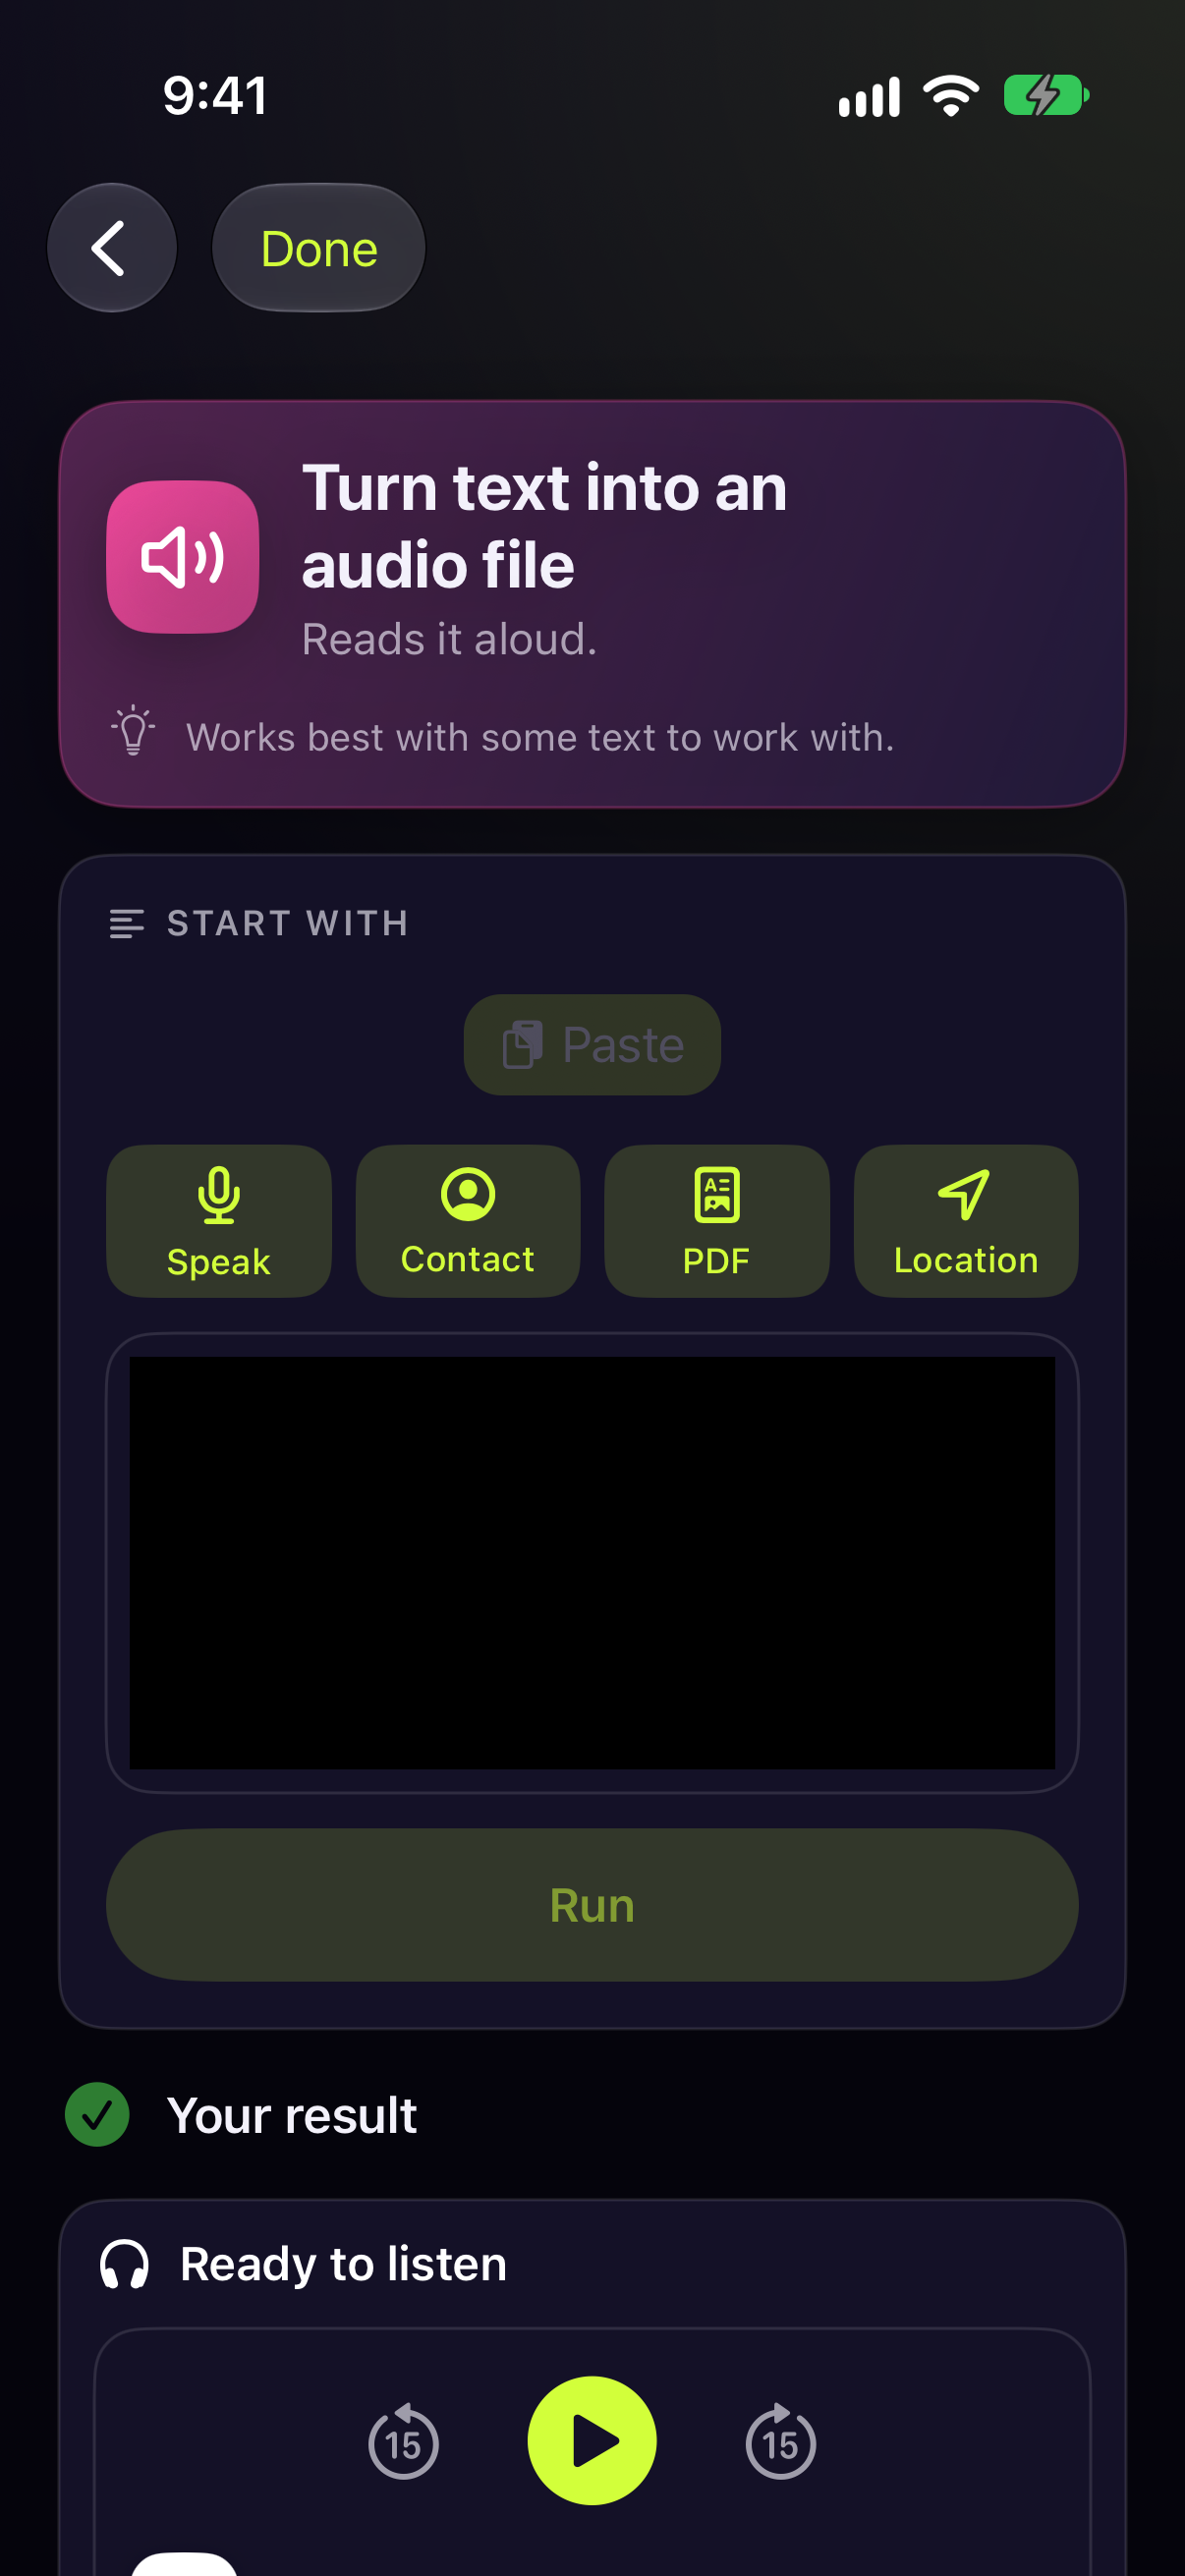 9:41
Done
Turn text into an
audio file
Reads it aloud.
Works best with some text to work with.
START WITH
Paste
Speak
Contact
PDF
Location
Run
Your result
Ready to listen
15
15